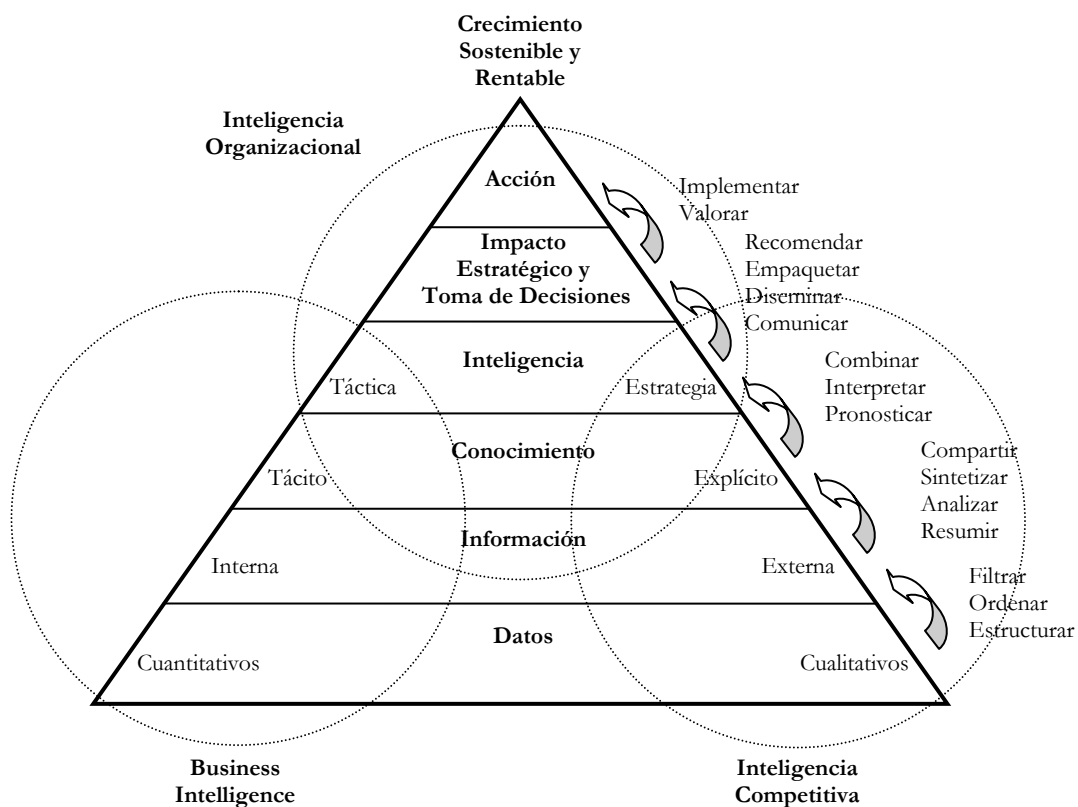 Crecimiento
Sostenible y
Rentable
Inteligencia
Organizacional
Acción
Implementar
Valorar
Impacto
Estratégico y
Toma de Decisiones
Recomendar
Empaquetar
Diseminar
Comunicar
Inteligencia
Táctica
Estrategia
Combinar
Interpretar
Pronosticar
Conocimiento
Tácito
Explícito
Compartir
Sintetizar
Analizar
Resumir
Información
Interna
Externa
Filtrar
Ordenar
Estructurar
Datos
Cuantitativos
Cualitativos
Business
Intelligence
Inteligencia
Competitiva